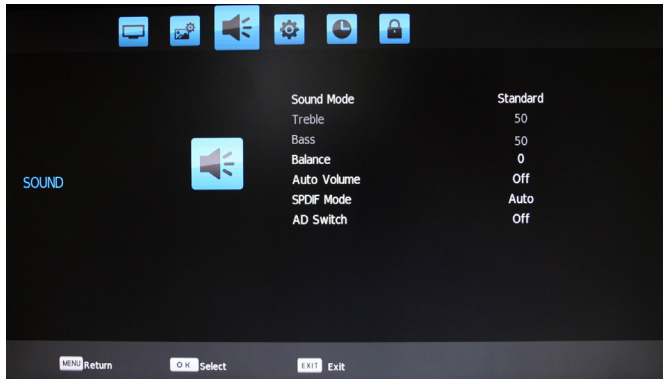 Sound Mode Standard
Treble 50
Bass 50
Balance 0
Auto Volume Off
SOUND
SPDIF Mode Auto
AD Switch Off
MENU Return OK Select EXIT Exit